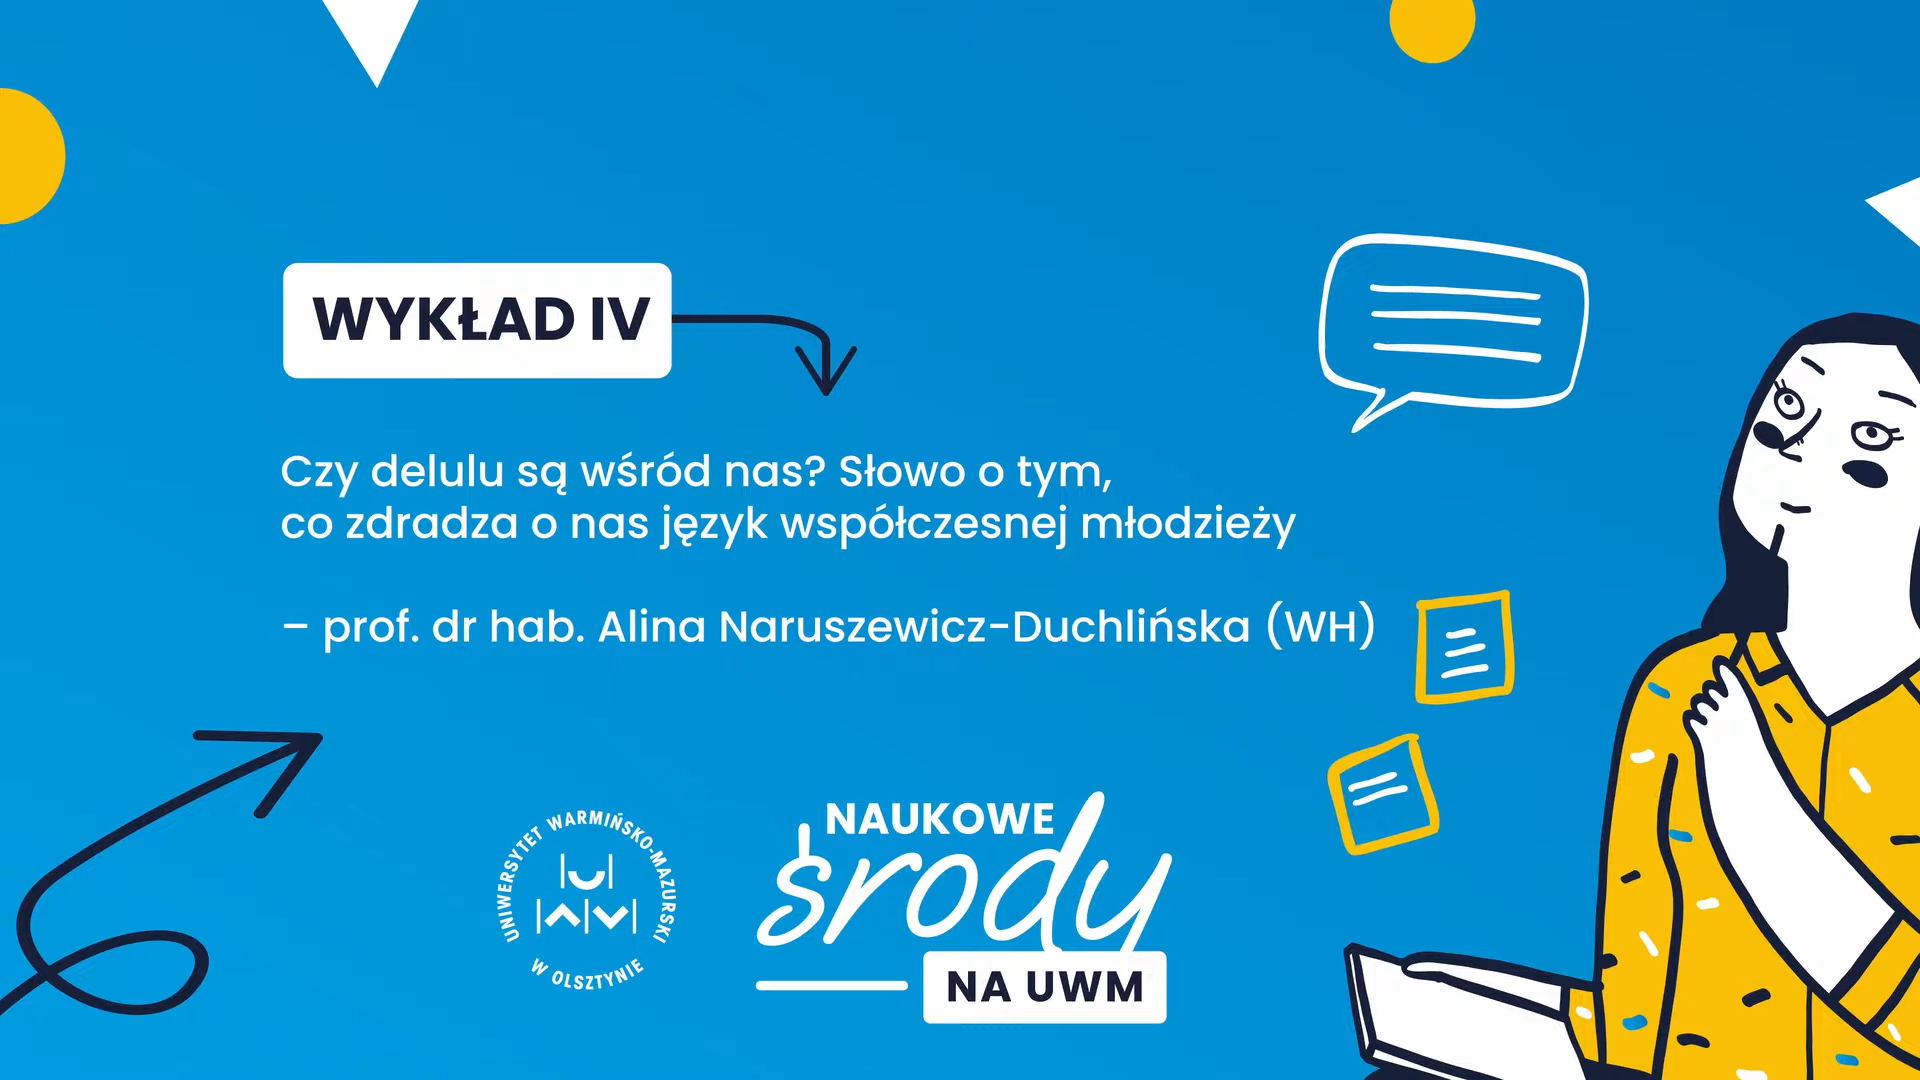 WYKŁAD IV
Czy delulu są wśród nas? Słowo o tym,
co zdradza o nas język współczesnej młodzieży
– prof. dr hab. Alina Naruszewicz-Duchlińska (WH)
UNIWERSYTET WARMIŃSKO-MAZURSKI
W OLSZTYNIE
NAUKOWE
środy
NA UWM